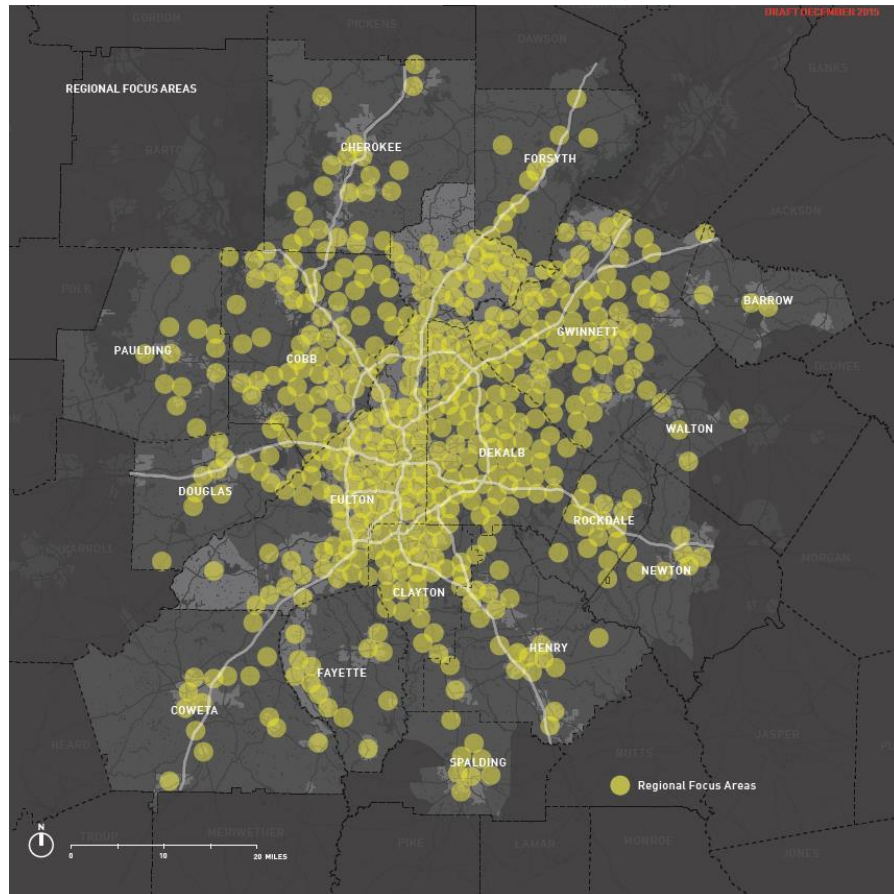 DRAFT DECEMBER 2015
GORDON
PICKENS
DAWSON
BANKS
REGIONAL FOCUS AREAS
CHEROKEE
FORSYTH
JACKSON
POLK
BARROW
GWINNETT
PAULDING
COBB
OCONEE
WALTON
DEKALB
DOUGLAS
FULTON
ROCKDALE
CARROLL
MORGAN
NEWTON
CLAYTON
HENRY
FAYETTE
COWETA
JASPER
HEARD
BUTTS
SPALDING
Regional Focus Areas
N
TROUP
MERIWETHER
PIKE
LAMAR
MONROE
JONES
0
10
20 MILES